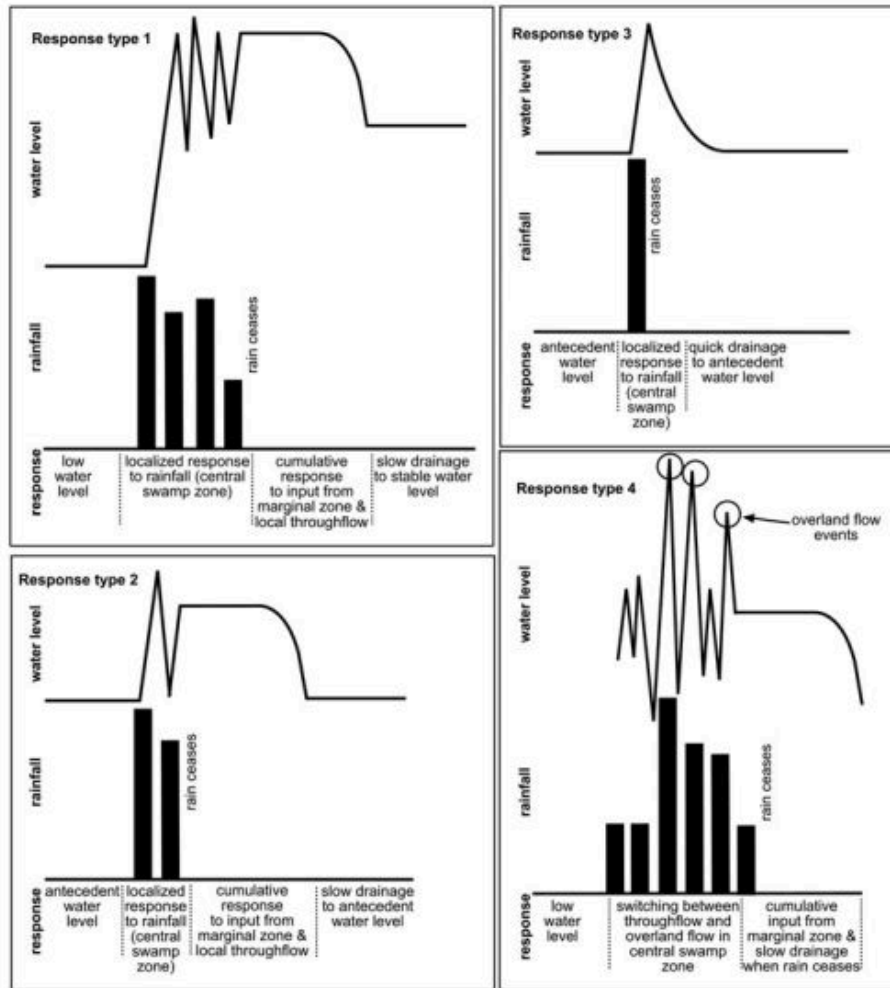 Response type 1
water level
rainfall
rain ceases
response
low
water
level
localized response
to rainfall (central
swamp zone)
cumulative
response
to input from
marginal zone &
local throughflow
slow drainage
to stable water
level
Response type 2
water level
rainfall
rain ceases
response
antecedent
water
level
localized
response
to rainfall
(central
swamp
zone)
cumulative
response
to input from
marginal zone &
local throughflow
slow drainage
to antecedent
water level
Response type 3
water level
rainfall
rain ceases
response
antecedent
water
level
localized
response
to rainfall
(central
swamp
zone)
quick drainage
to antecedent
water level
Response type 4
overland flow
events
water level
rainfall
rain ceases
response
low
water
level
switching between
throughflow and
overland flow in
central swamp
zone
cumulative
input from
marginal zone &
slow drainage
when rain ceases